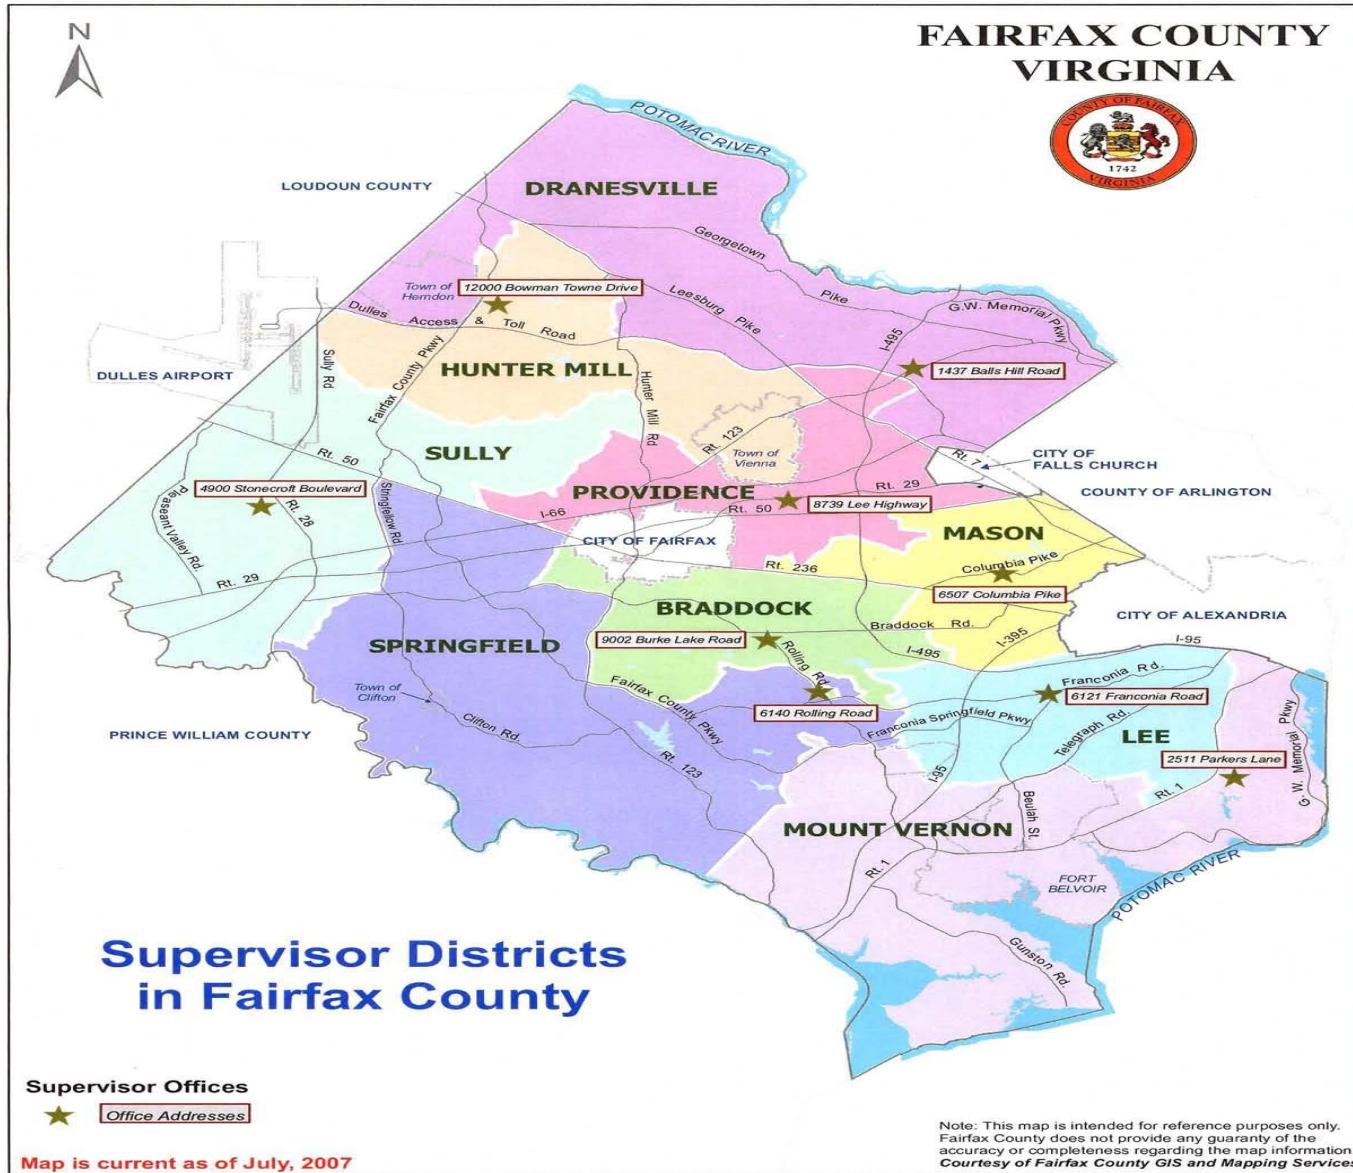 N
FAIRFAX COUNTY
VIRGINIA
COUNTY OF FAIRFAX
1742
VIRGINIA
POTOMAC RIVER
LOUDOUN COUNTY
DRANESVILLE
Georgetown
Pike
Town of
Herndon
12000 Bowman Towne Drive
Leesburg Pike
G.W. Memorial Pkwy
Dulles Access & Toll Road
I-495
Sully Rd
Fairfax County Pkwy
HUNTER MILL
Hunter Mill Rd
1437 Balls Hill Road
DULLES AIRPORT
Rt. 123
SULLY
Rt. 50
Town of
Vienna
Rt. 7
CITY OF
FALLS CHURCH
4900 Stonecroft Boulevard
Pleasant Valley Rd.
Rt. 28
Stringfellow Rd
PROVIDENCE
Rt. 29
8739 Lee Highway
COUNTY OF ARLINGTON
I-66
Rt. 50
CITY OF FAIRFAX
MASON
Rt. 236
Columbia Pike
Rt. 29
6507 Columbia Pike
BRADDOCK
CITY OF ALEXANDRIA
Braddock Rd.
9002 Burke Lake Road
SPRINGFIELD
Rolling Rd
I-495
I-395
I-95
Town of
Clifton
Fairfax County Pkwy
Franconia Rd.
6121 Franconia Road
6140 Rolling Road
Franconia Springfield Pkwy
Telegraph Rd.
Clifton Rd.
PRINCE WILLIAM COUNTY
LEE
G. W. Memorial Pkwy
2511 Parkers Lane
Rt. 123
I-95
Rt. 1
Beulah St.
MOUNT VERNON
Rt. 1
FORT
BELVOIR
POTOMAC RIVER
Gunston Rd.
Supervisor Districts
in Fairfax County
Supervisor Offices
Office Addresses
Map is current as of July, 2007
Note: This map is intended for reference purposes only.
Fairfax County does not provide any guaranty of the
accuracy or completeness regarding the map information
Courtesy of Fairfax County GIS and Mapping Services